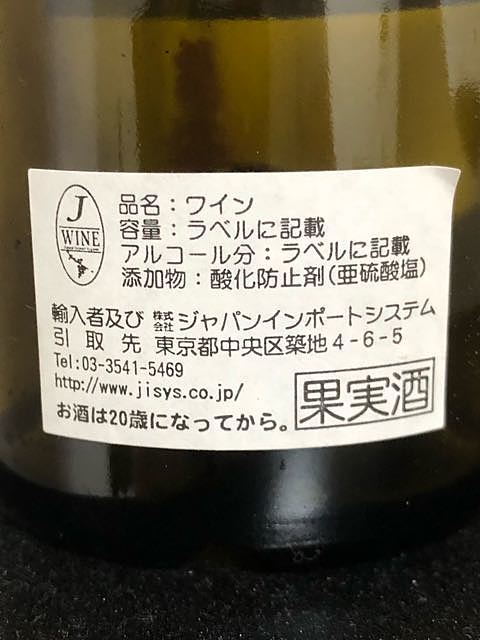 J
WINE
品名：ワイン
容量：ラベルに記載
アルコール分：ラベルに記載
添加物：酸化防止剤(亜硫酸塩)
輸入者及び 株式会社 ジャパンインポートシステム
引取先 東京都中央区築地4-6-5
Tel:03-3541-5469
http://www.jisys.co.jp/
お酒は20歳になってから。
果実酒